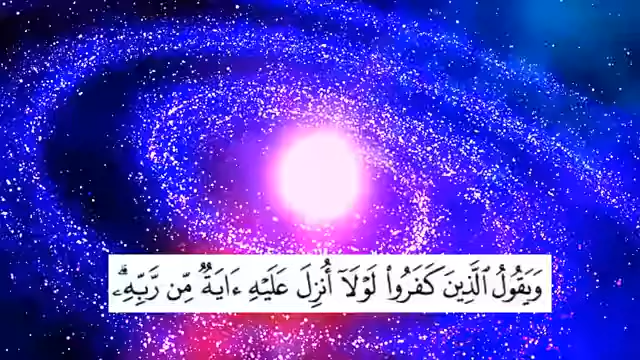 وَيَقُولُ ٱلَّذِينَ كَفَرُوا۟ لَوْلَآ أُنزِلَ عَلَيْهِ ءَايَةٌ مِّن رَّبِّهِۦٓ ۗ